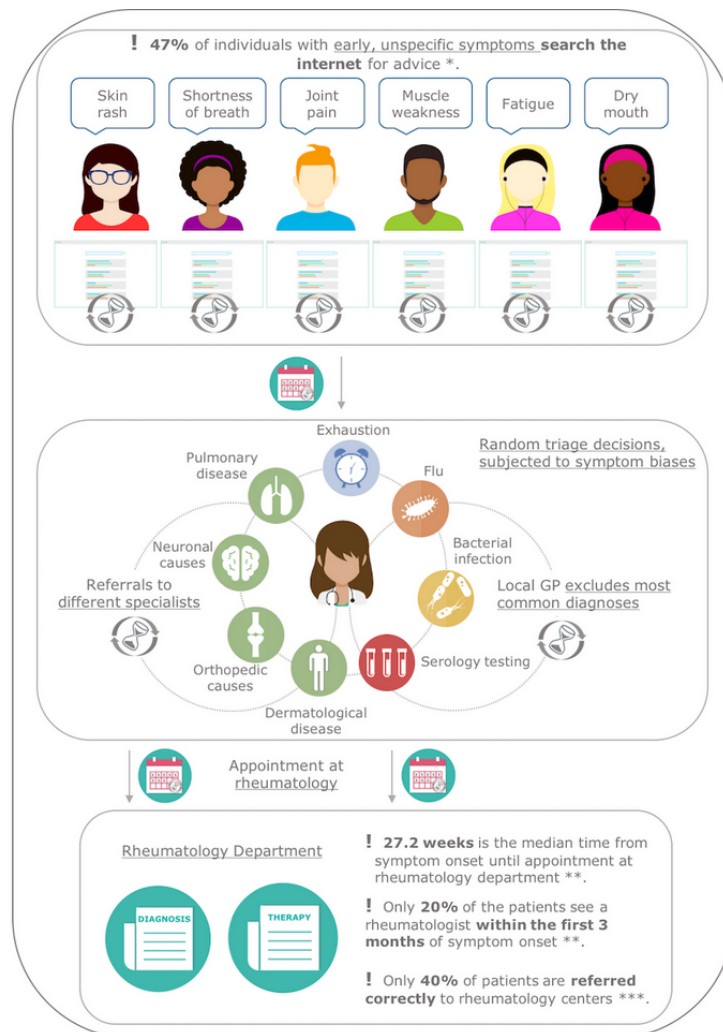 ! 47% of individuals with early, unspecific symptoms search the
internet for advice *.
Skin
rash
Shortness
of breath
Joint
pain
Muscle
weakness
Fatigue
Dry
mouth
Exhaustion
Random triage decisions,
subjected to symptom biases
Pulmonary
disease
Flu
Neuronal
causes
Bacterial
infection
Referrals to
different specialists
Local GP excludes most
common diagnoses
Orthopedic
causes
Serology testing
Dermatological
disease
Appointment at
rheumatology
Rheumatology Department
DIAGNOSIS
THERAPY
! 27.2 weeks is the median time from
symptom onset until appointment at
rheumatology department **.
! Only 20% of the patients see a
rheumatologist within the first 3
months of symptom onset **.
! Only 40% of patients are referred
correctly to rheumatology centers ***.